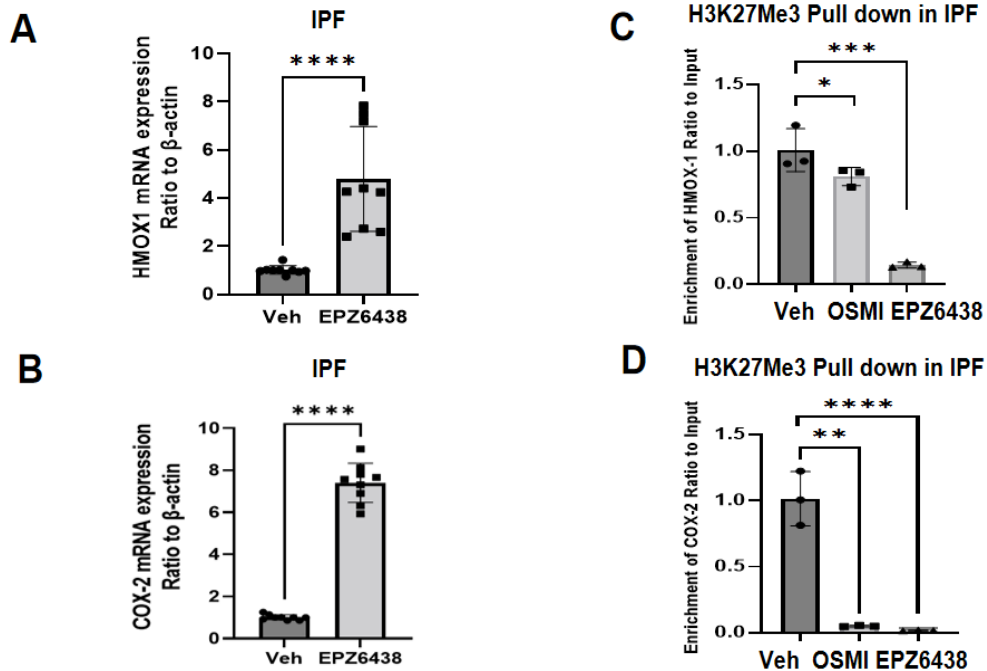 A
IPF
****
HMOX1 mRNA expression
Ratio to β-actin
10
8
6
4
2
0
Veh EPZ6438
B
IPF
****
COX-2 mRNA expression
Ratio to β-actin
10
8
6
4
2
0
Veh EPZ6438
C
H3K27Me3 Pull down in IPF
***
*
Enrichment of HMOX-1 Ratio to Input
1.5
1.0
0.5
0.0
Veh OSMI EPZ6438
D
H3K27Me3 Pull down in IPF
****
**
Enrichment of COX-2 Ratio to Input
1.5
1.0
0.5
0.0
Veh OSMI EPZ6438